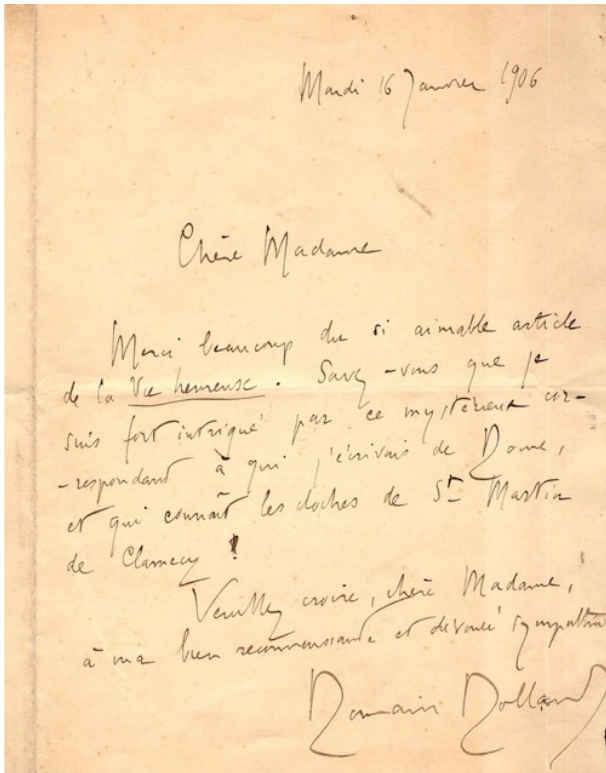 Mardi 16 Janvier 1906
Chère Madame
Merci beaucoup du si aimable article
de la Vie heureuse. Savez-vous que je
suis fort intrigué par ce mystérieux cor-
-respondant à qui j'écrivais de Rome,
et qui connaît les cloches de St Martin
de Clamecy !
Veuillez croire, chère Madame,
à ma bien reconnaissante et dévouée sympathie
Romain Rolland